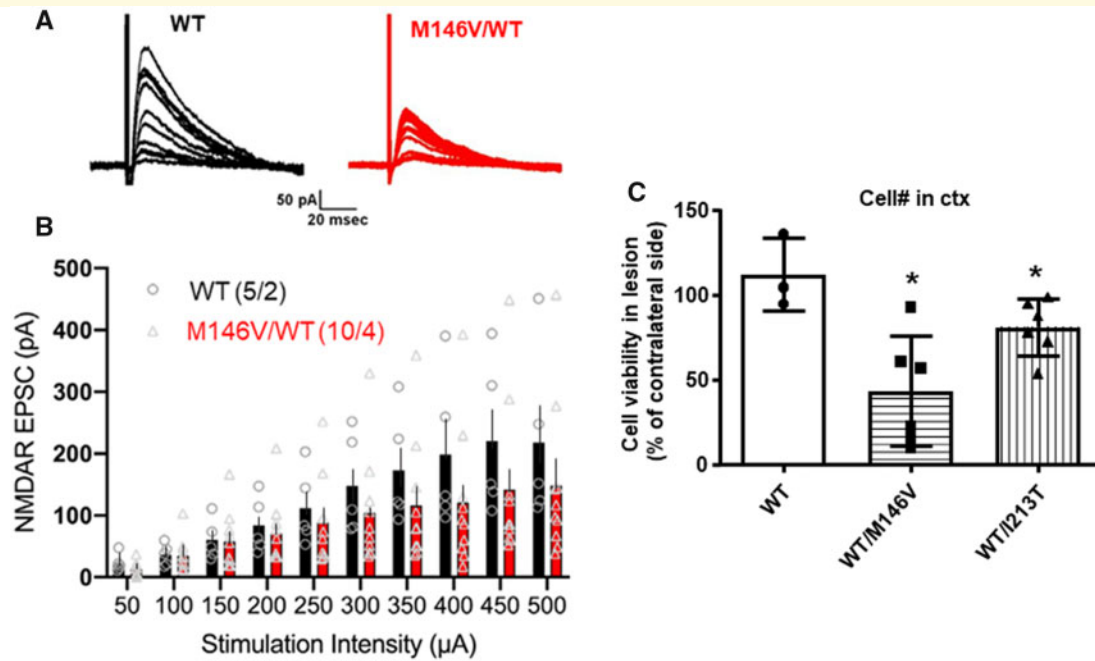 A
WT
M146V/WT
50 pA
20 msec
B
NMDAR EPSC (pA)
500
400
300
200
100
0
WT (5/2)
M146V/WT (10/4)
50 100 150 200 250 300 350 400 450 500
Stimulation Intensity (µA)
C
Cell# in ctx
Cell viability in lesion
(% of contralateral side)
150
100
50
0
* *
WT
WT/M146V
WT/I213T